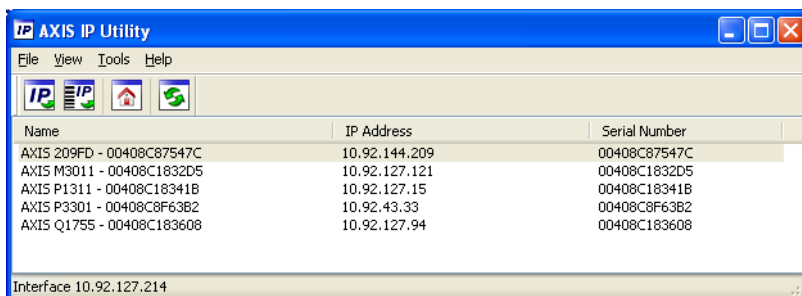 IP AXIS IP Utility
File View Tools Help
IP IP
Name IP Address Serial Number
AXIS 209FD - 00408C87547C 10.92.144.209 00408C87547C
AXIS M3011 - 00408C1832D5 10.92.127.121 00408C1832D5
AXIS P1311 - 00408C18341B 10.92.127.15 00408C18341B
AXIS P3301 - 00408C8F63B2 10.92.43.33 00408C8F63B2
AXIS Q1755 - 00408C183608 10.92.127.94 00408C183608
Interface 10.92.127.214